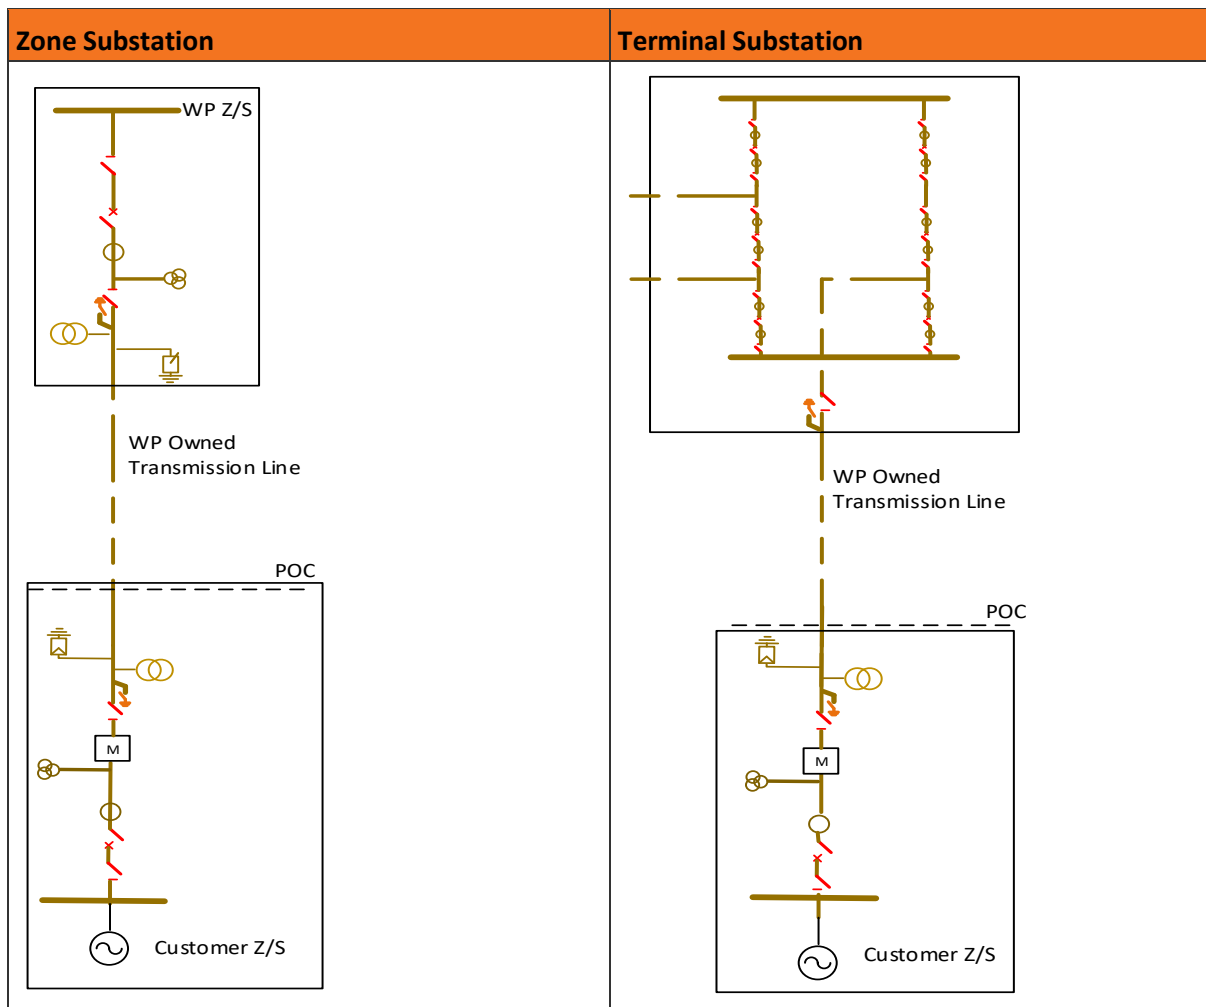 Zone Substation
Terminal Substation
WP Z/S
WP Owned
Transmission Line
POC
M
Customer Z/S
WP Owned
Transmission Line
POC
M
Customer Z/S